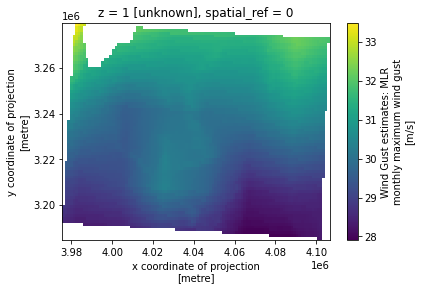 z = 1 [unknown], spatial_ref = 0
1e6
3.26
3.24
3.22
3.20
y coordinate of projection
[metre]
3.98
4.00
4.02
4.04
4.06
4.08
4.10
1e6
x coordinate of projection
[metre]
33
32
31
30
29
28
Wind Gust estimates: MLR
monthly maximum wind gust
[m/s]